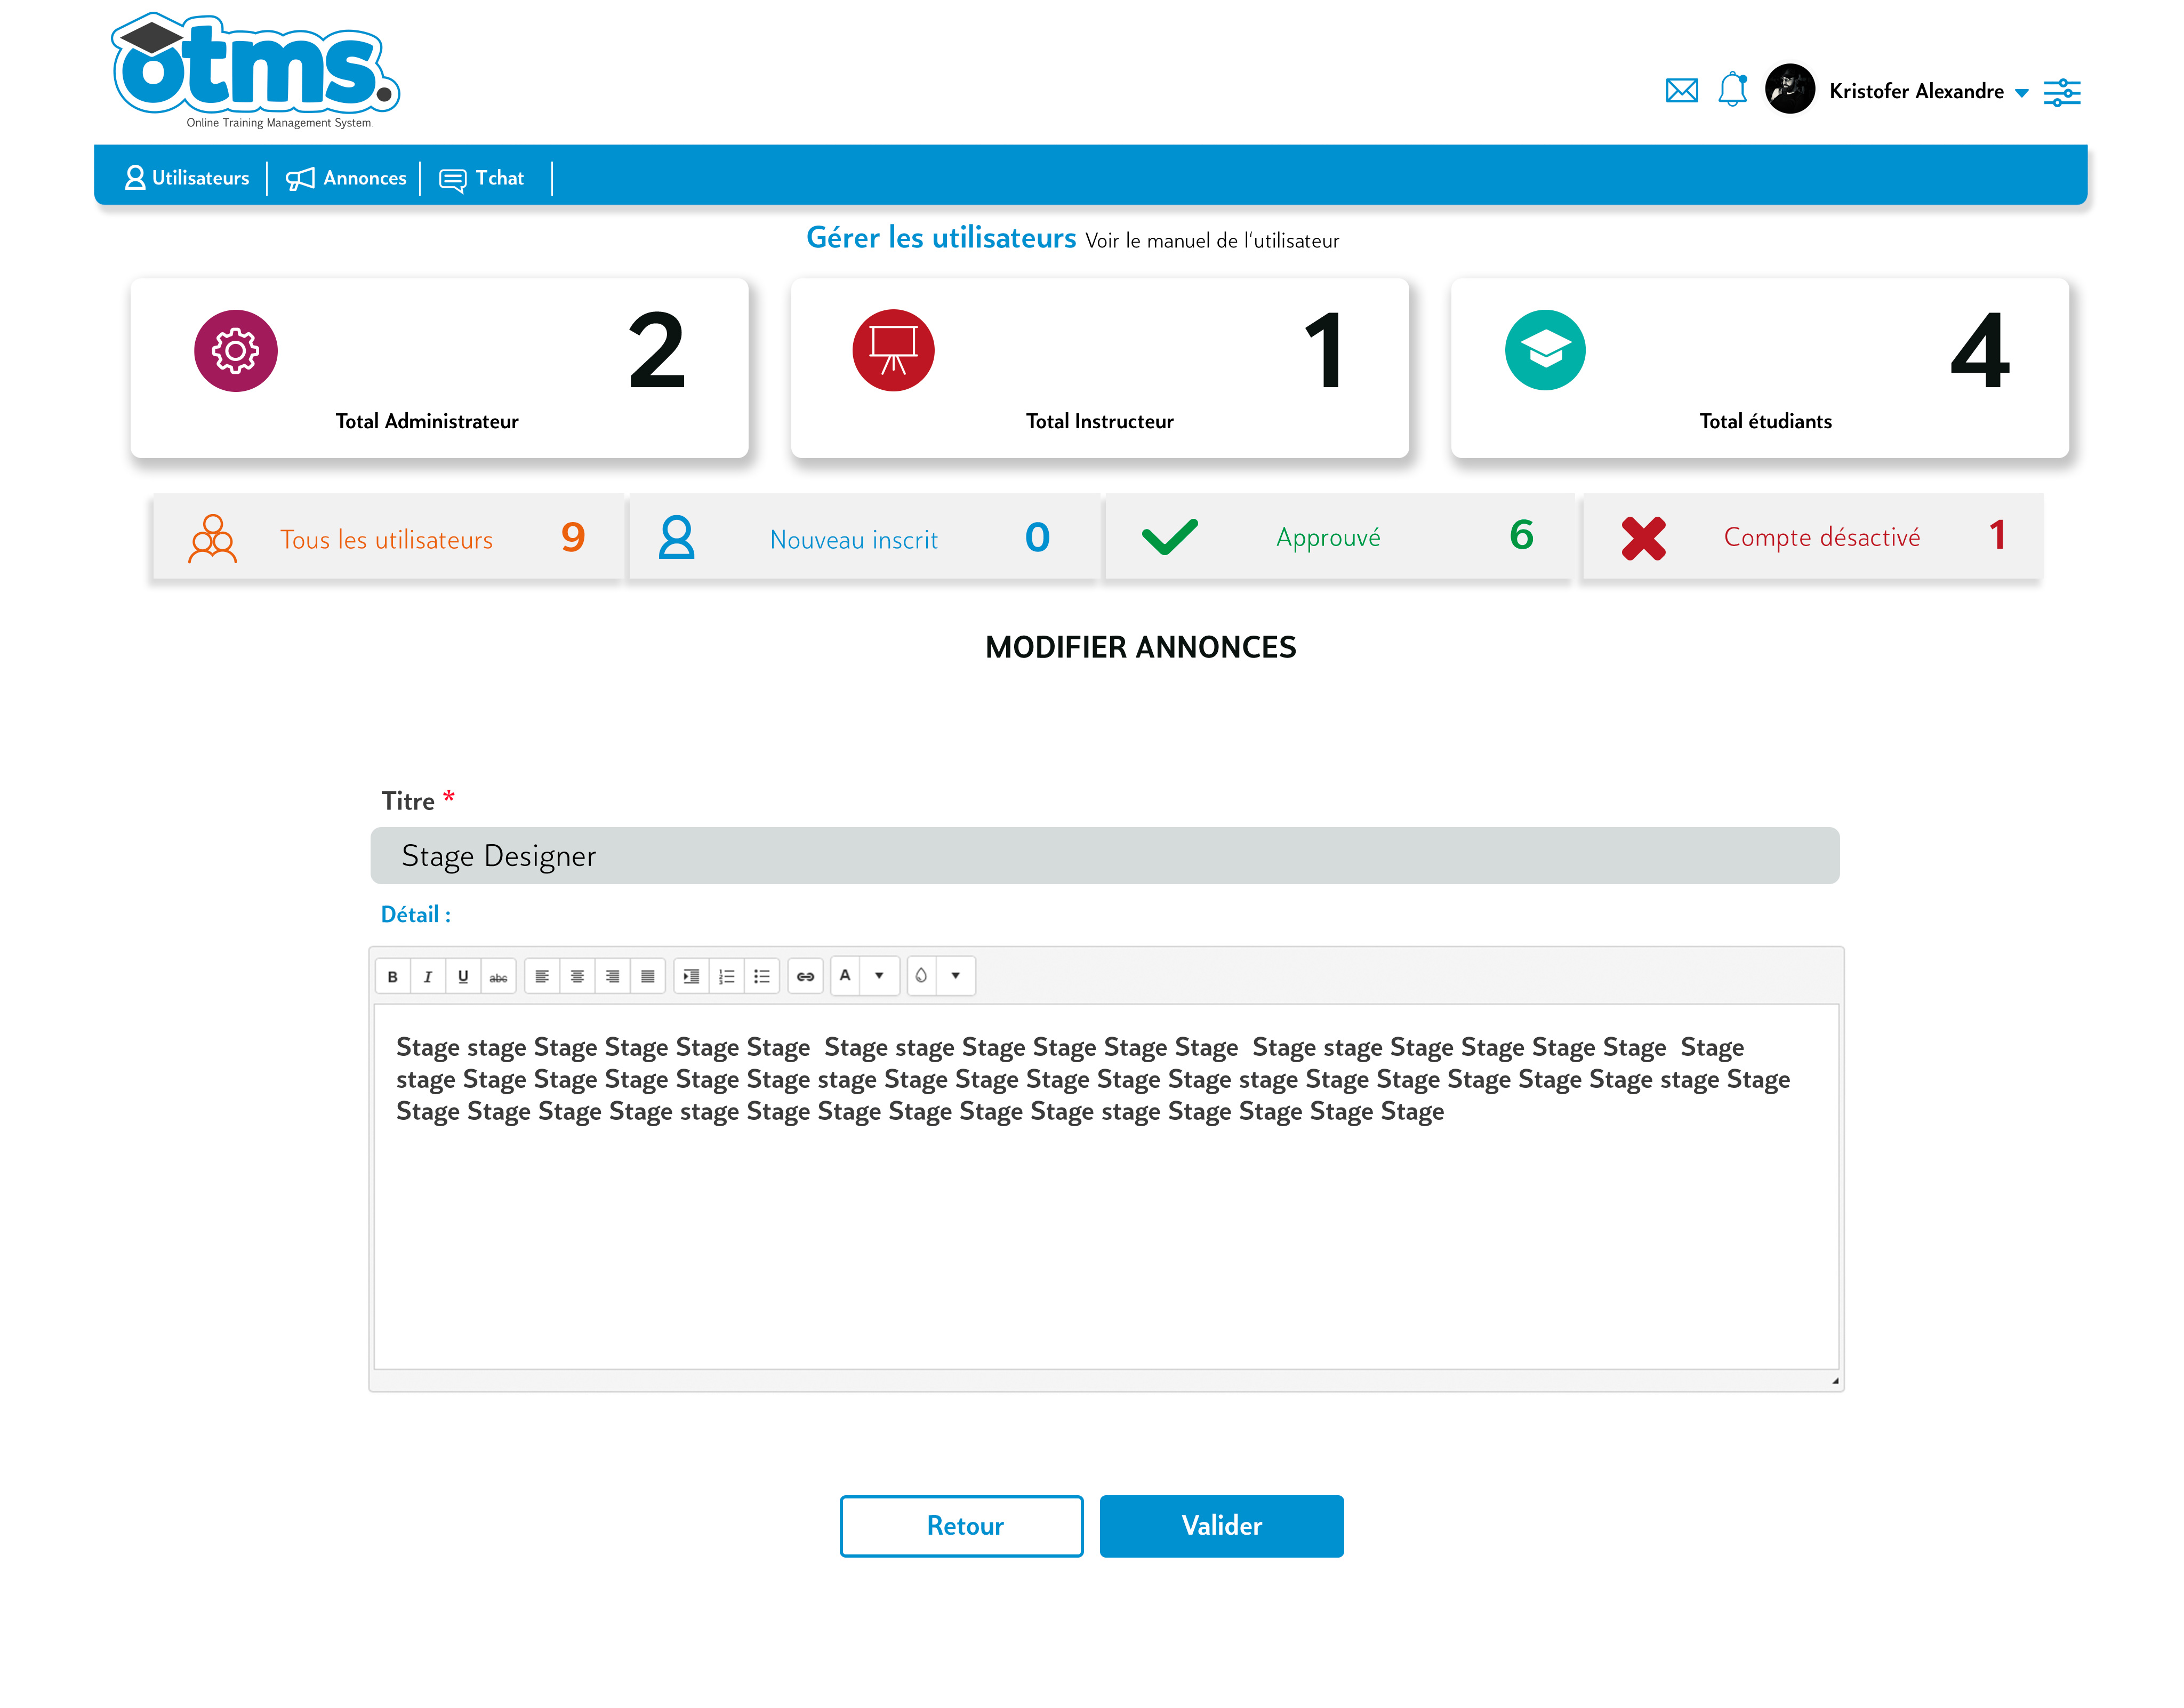 otms.
Online Training Management System.
Kristofer Alexandre
Utilisateurs
Annonces
Tchat
Gérer les utilisateurs Voir le manuel de l'utilisateur
2
Total Administrateur
1
Total Instructeur
4
Total étudiants
Tous les utilisateurs 9
Nouveau inscrit 0
Approuvé 6
Compte désactivé 1
MODIFIER ANNONCES
Titre *
Stage Designer
Détail :
B I U abc A
Stage stage Stage Stage Stage Stage  Stage stage Stage Stage Stage Stage  Stage stage Stage Stage Stage Stage  Stage
stage Stage Stage Stage Stage Stage stage Stage Stage Stage Stage Stage stage Stage Stage Stage Stage Stage stage Stage
Stage Stage Stage Stage stage Stage Stage Stage Stage Stage stage Stage Stage Stage Stage
Retour
Valider